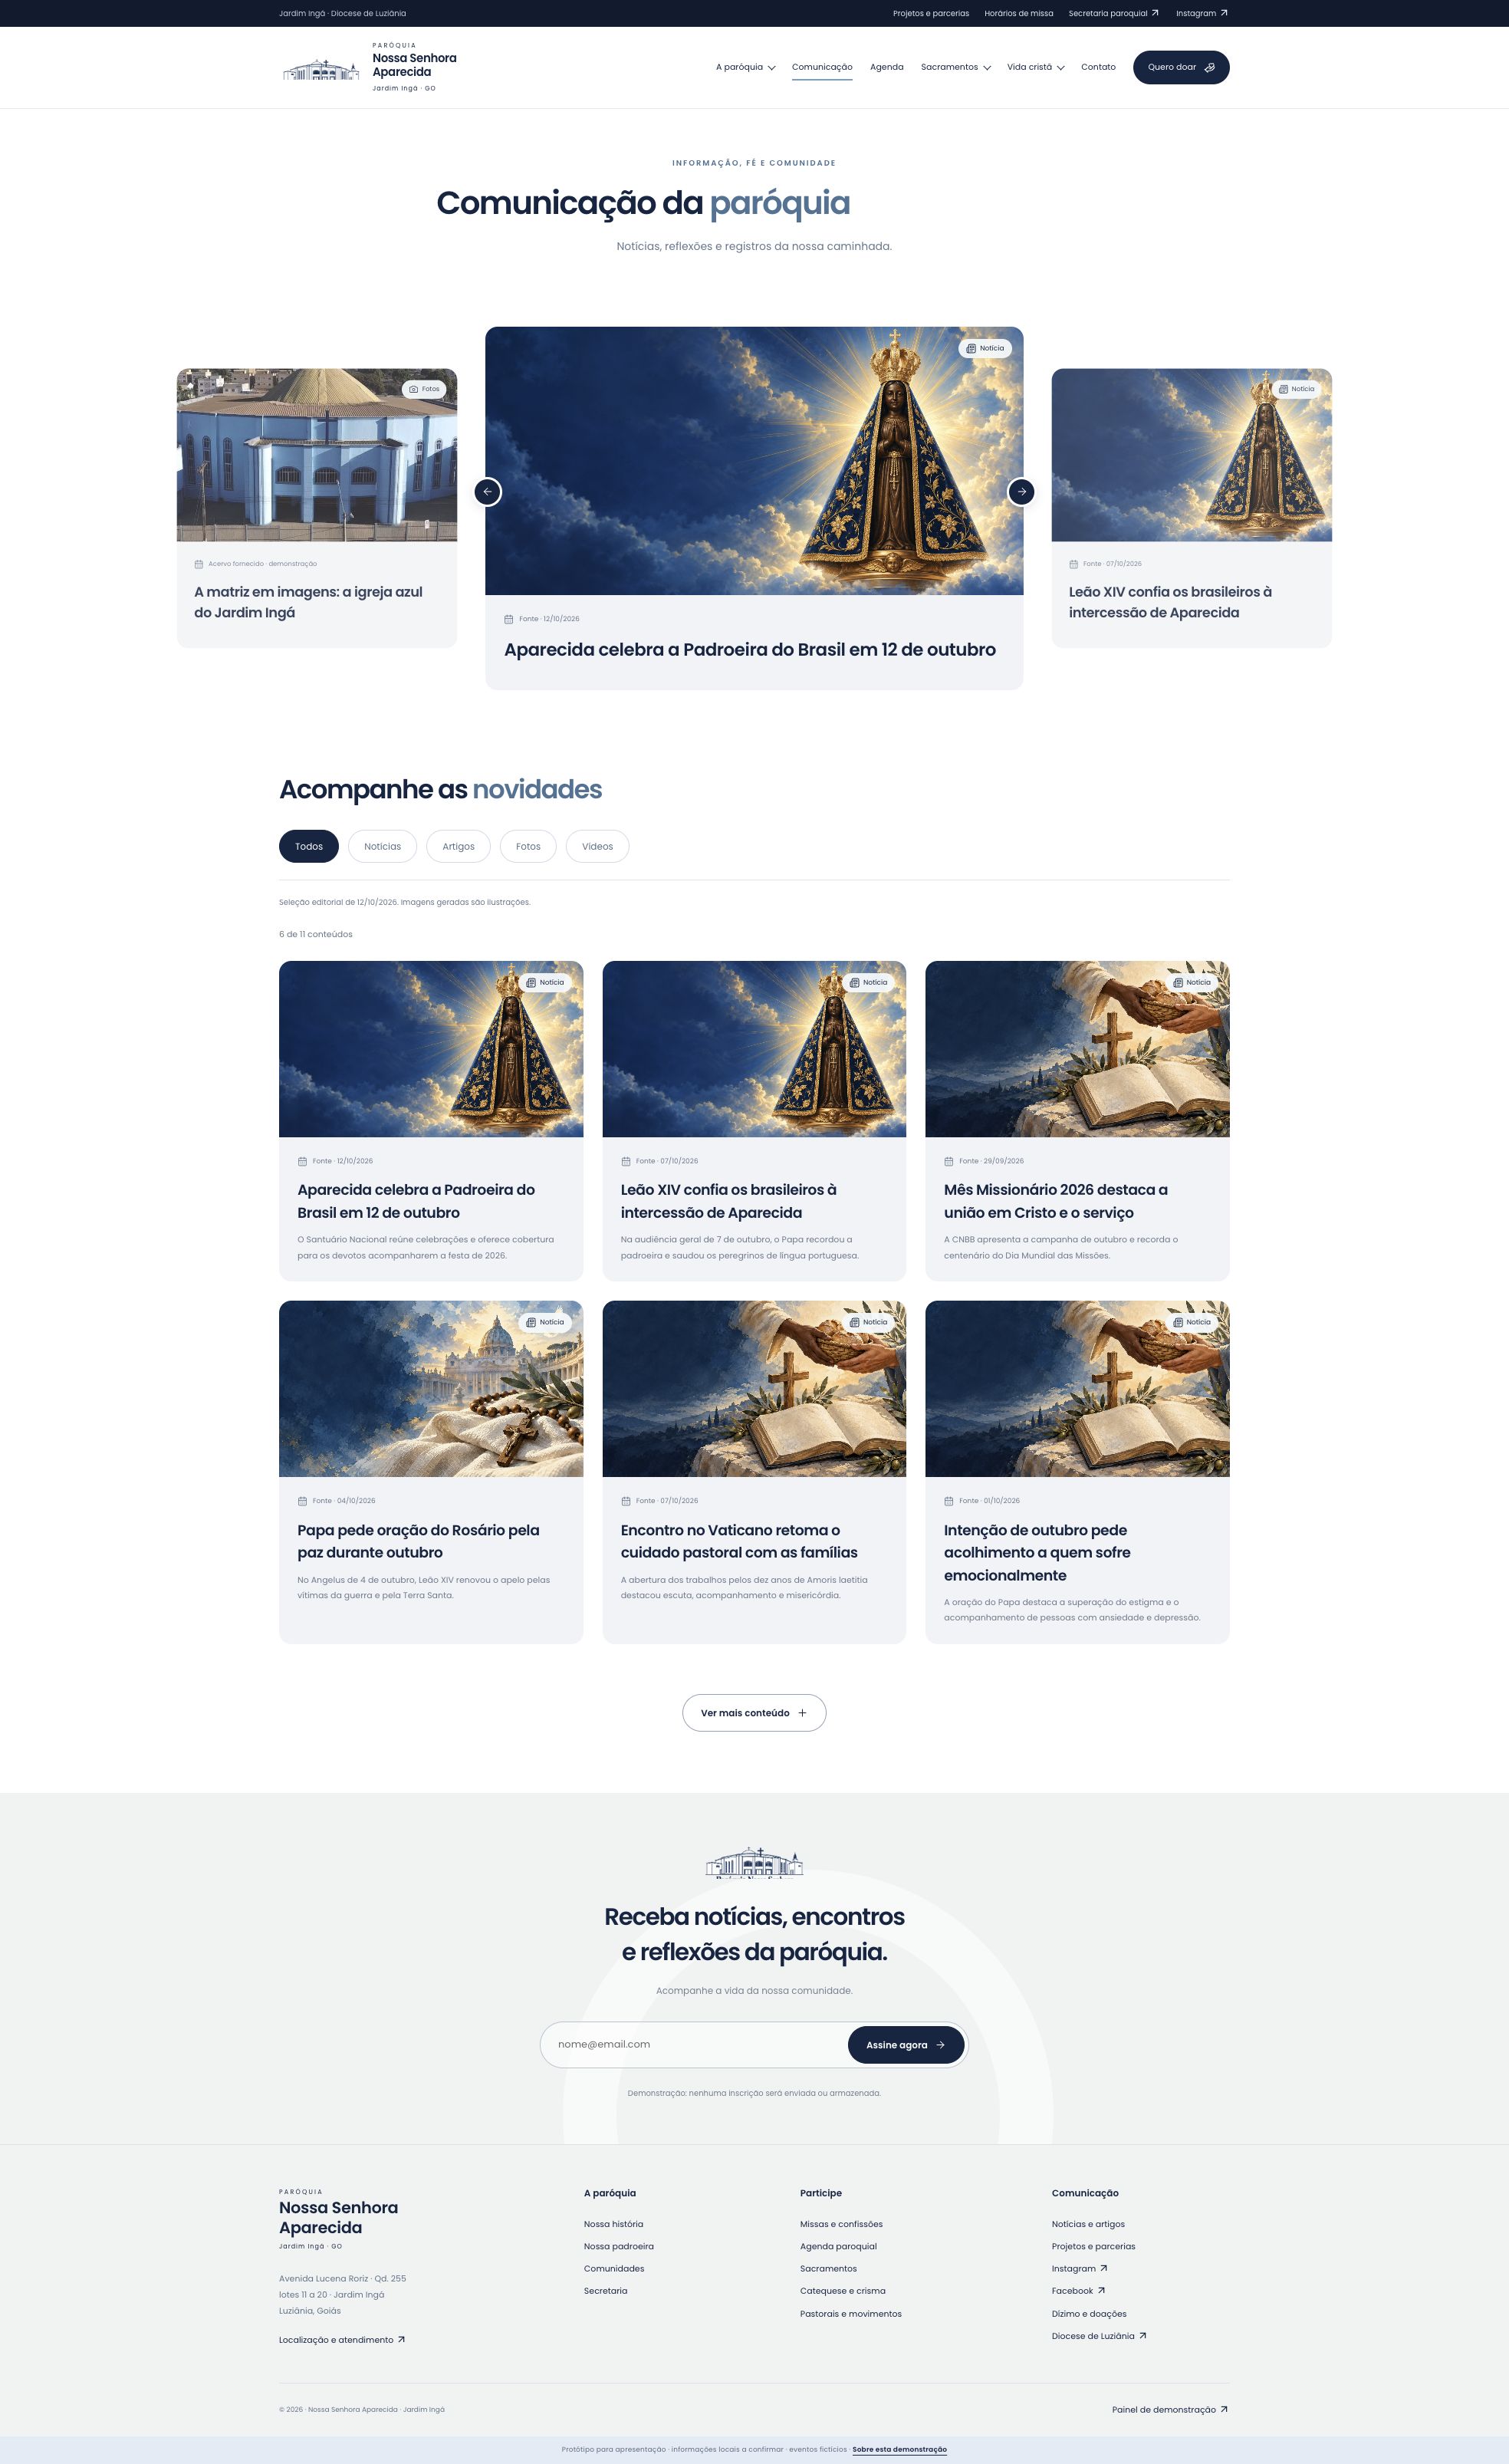 Jardim Ingá · Diocese de Luziânia
Projetos e parcerias
Horários de missa
Secretaria paroquial
Instagram
PARÓQUIA
Nossa Senhora
Aparecida
Jardim Ingá · GO
A paróquia
Comunicação
Agenda
Sacramentos
Vida cristã
Contato
Quero doar
INFORMAÇÃO, FÉ E COMUNIDADE
Comunicação da paróquia
Notícias, reflexões e registros da nossa caminhada.
Fotos
Acervo fornecido · demonstração
A matriz em imagens: a igreja azul
do Jardim Ingá
Notícia
Fonte · 12/10/2026
Aparecida celebra a Padroeira do Brasil em 12 de outubro
Notícia
Fonte · 07/10/2026
Leão XIV confia os brasileiros à
intercessão de Aparecida
Acompanhe as novidades
Todos
Notícias
Artigos
Fotos
Vídeos
Seleção editorial de 12/10/2026. Imagens geradas são ilustrações.
6 de 11 conteúdos
Notícia
Fonte · 12/10/2026
Aparecida celebra a Padroeira do
Brasil em 12 de outubro
O Santuário Nacional reúne celebrações e oferece cobertura
para os devotos acompanharem a festa de 2026.
Notícia
Fonte · 07/10/2026
Leão XIV confia os brasileiros à
intercessão de Aparecida
Na audiência geral de 7 de outubro, o Papa recordou a
padroeira e saudou os peregrinos de língua portuguesa.
Notícia
Fonte · 29/09/2026
Mês Missionário 2026 destaca a
união em Cristo e o serviço
A CNBB apresenta a campanha de outubro e recorda o
centenário do Dia Mundial das Missões.
Notícia
Fonte · 04/10/2026
Papa pede oração do Rosário pela
paz durante outubro
No Angelus de 4 de outubro, Leão XIV renovou o apelo pelas
vítimas da guerra e pela Terra Santa.
Notícia
Fonte · 07/10/2026
Encontro no Vaticano retoma o
cuidado pastoral com as famílias
A abertura dos trabalhos pelos dez anos de Amoris laetitia
destacou escuta, acompanhamento e misericórdia.
Notícia
Fonte · 01/10/2026
Intenção de outubro pede
acolhimento a quem sofre
emocionalmente
A oração do Papa destaca a superação do estigma e o
acompanhamento de pessoas com ansiedade e depressão.
Ver mais conteúdo
Receba notícias, encontros
e reflexões da paróquia.
Acompanhe a vida da nossa comunidade.
nome@email.com
Assine agora
Demonstração: nenhuma inscrição será enviada ou armazenada.
PARÓQUIA
Nossa Senhora
Aparecida
Jardim Ingá · GO
Avenida Lucena Roriz · Qd. 255
lotes 11 a 20 · Jardim Ingá
Luziânia, Goiás
Localização e atendimento
A paróquia
Nossa história
Nossa padroeira
Comunidades
Secretaria
Participe
Missas e confissões
Agenda paroquial
Sacramentos
Catequese e crisma
Pastorais e movimentos
Comunicação
Notícias e artigos
Projetos e parcerias
Instagram
Facebook
Dízimo e doações
Diocese de Luziânia
© 2026 · Nossa Senhora Aparecida · Jardim Ingá
Painel de demonstração
Protótipo para apresentação · informações locais a confirmar · eventos fictícios · Sobre esta demonstração